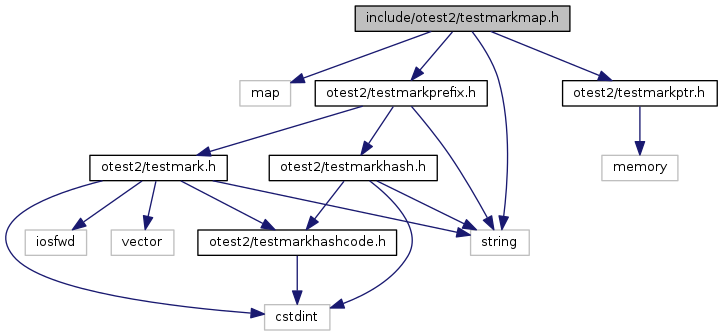 include/otest2/testmarkmap.h
map
otest2/testmarkprefix.h
otest2/testmarkptr.h
otest2/testmark.h
otest2/testmarkhash.h
memory
iosfwd
vector
otest2/testmarkhashcode.h
string
cstdint